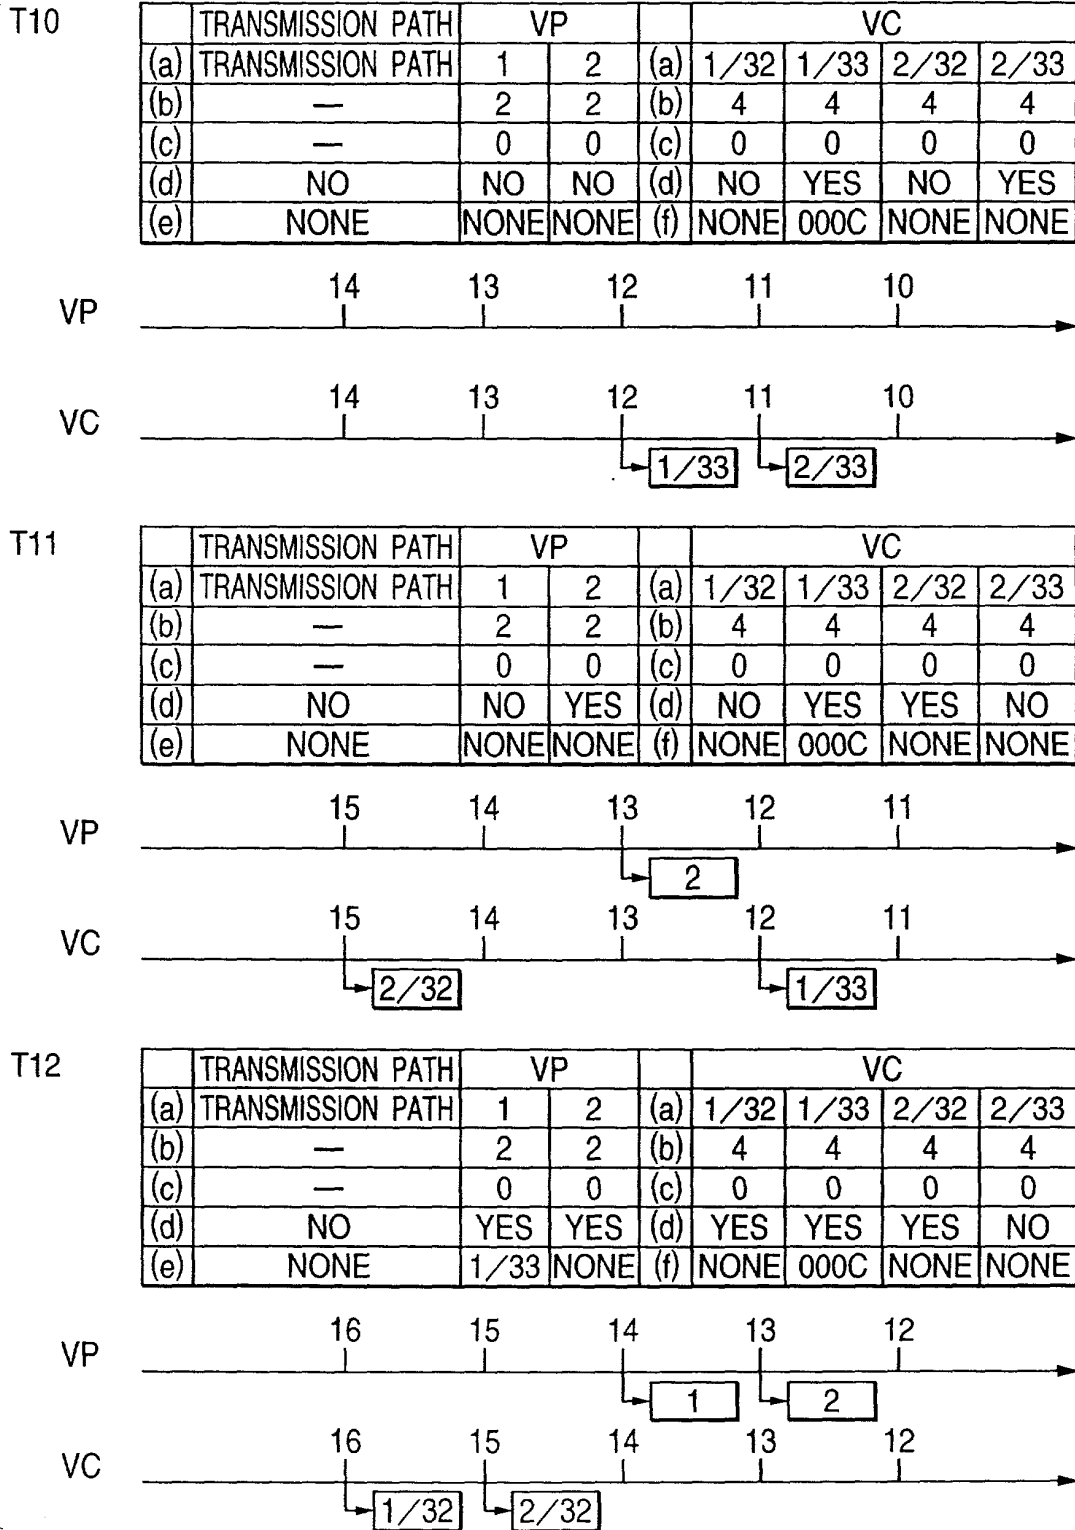 T10
TRANSMISSION PATH VP VC
(a) TRANSMISSION PATH 1 2 (a) 1/32 1/33 2/32 2/33
(b) — 2 2 (b) 4 4 4 4
(c) — 0 0 (c) 0 0 0 0
(d) NO NO NO (d) NO YES NO YES
(e) NONE NONE NONE (f) NONE 000C NONE NONE
14 13 12 11 10
VP
14 13 12 11 10
VC
1/33 2/33
T11
TRANSMISSION PATH VP VC
(a) TRANSMISSION PATH 1 2 (a) 1/32 1/33 2/32 2/33
(b) — 2 2 (b) 4 4 4 4
(c) — 0 0 (c) 0 0 0 0
(d) NO NO YES (d) NO YES YES NO
(e) NONE NONE NONE (f) NONE 000C NONE NONE
15 14 13 12 11
VP
2
15 14 13 12 11
VC
2/32 1/33
T12
TRANSMISSION PATH VP VC
(a) TRANSMISSION PATH 1 2 (a) 1/32 1/33 2/32 2/33
(b) — 2 2 (b) 4 4 4 4
(c) — 0 0 (c) 0 0 0 0
(d) NO YES YES (d) YES YES YES NO
(e) NONE 1/33 NONE (f) NONE 000C NONE NONE
16 15 14 13 12
VP
1 2
16 15 14 13 12
VC
1/32 2/32